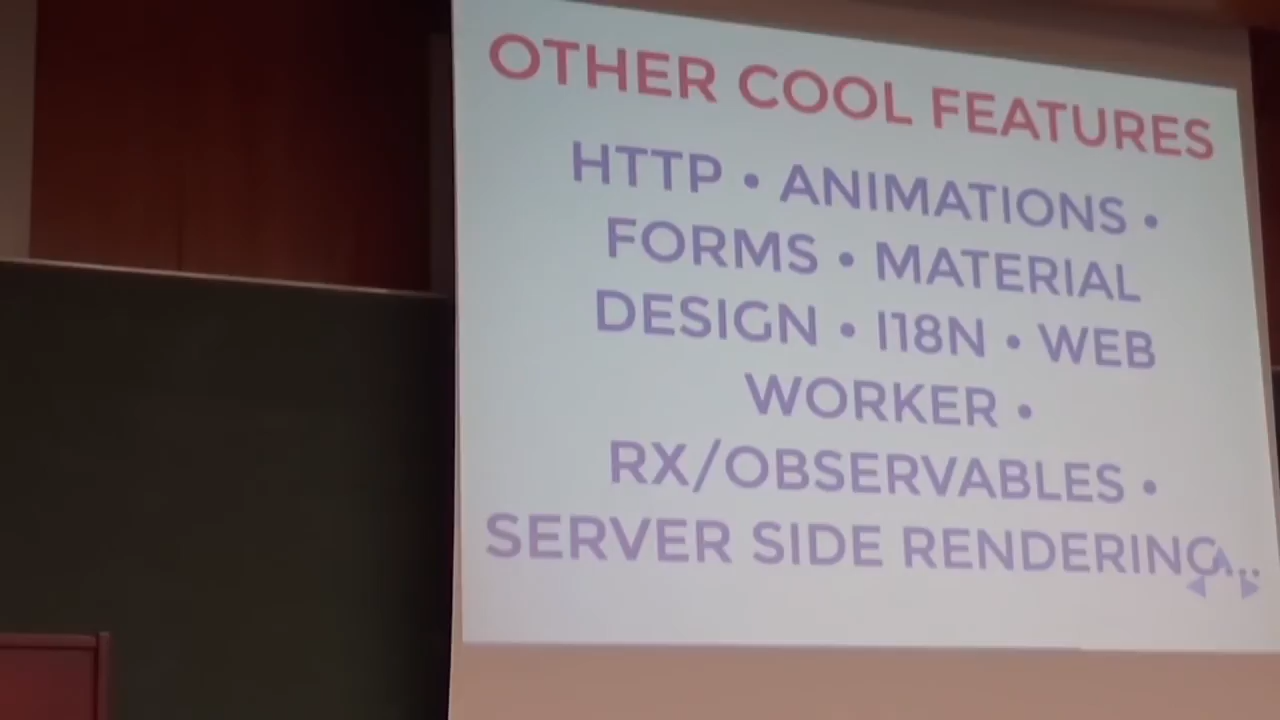 OTHER COOL FEATURES
HTTP • ANIMATIONS •
FORMS • MATERIAL
DESIGN • I18N • WEB
WORKER •
RX/OBSERVABLES •
SERVER SIDE RENDERING...